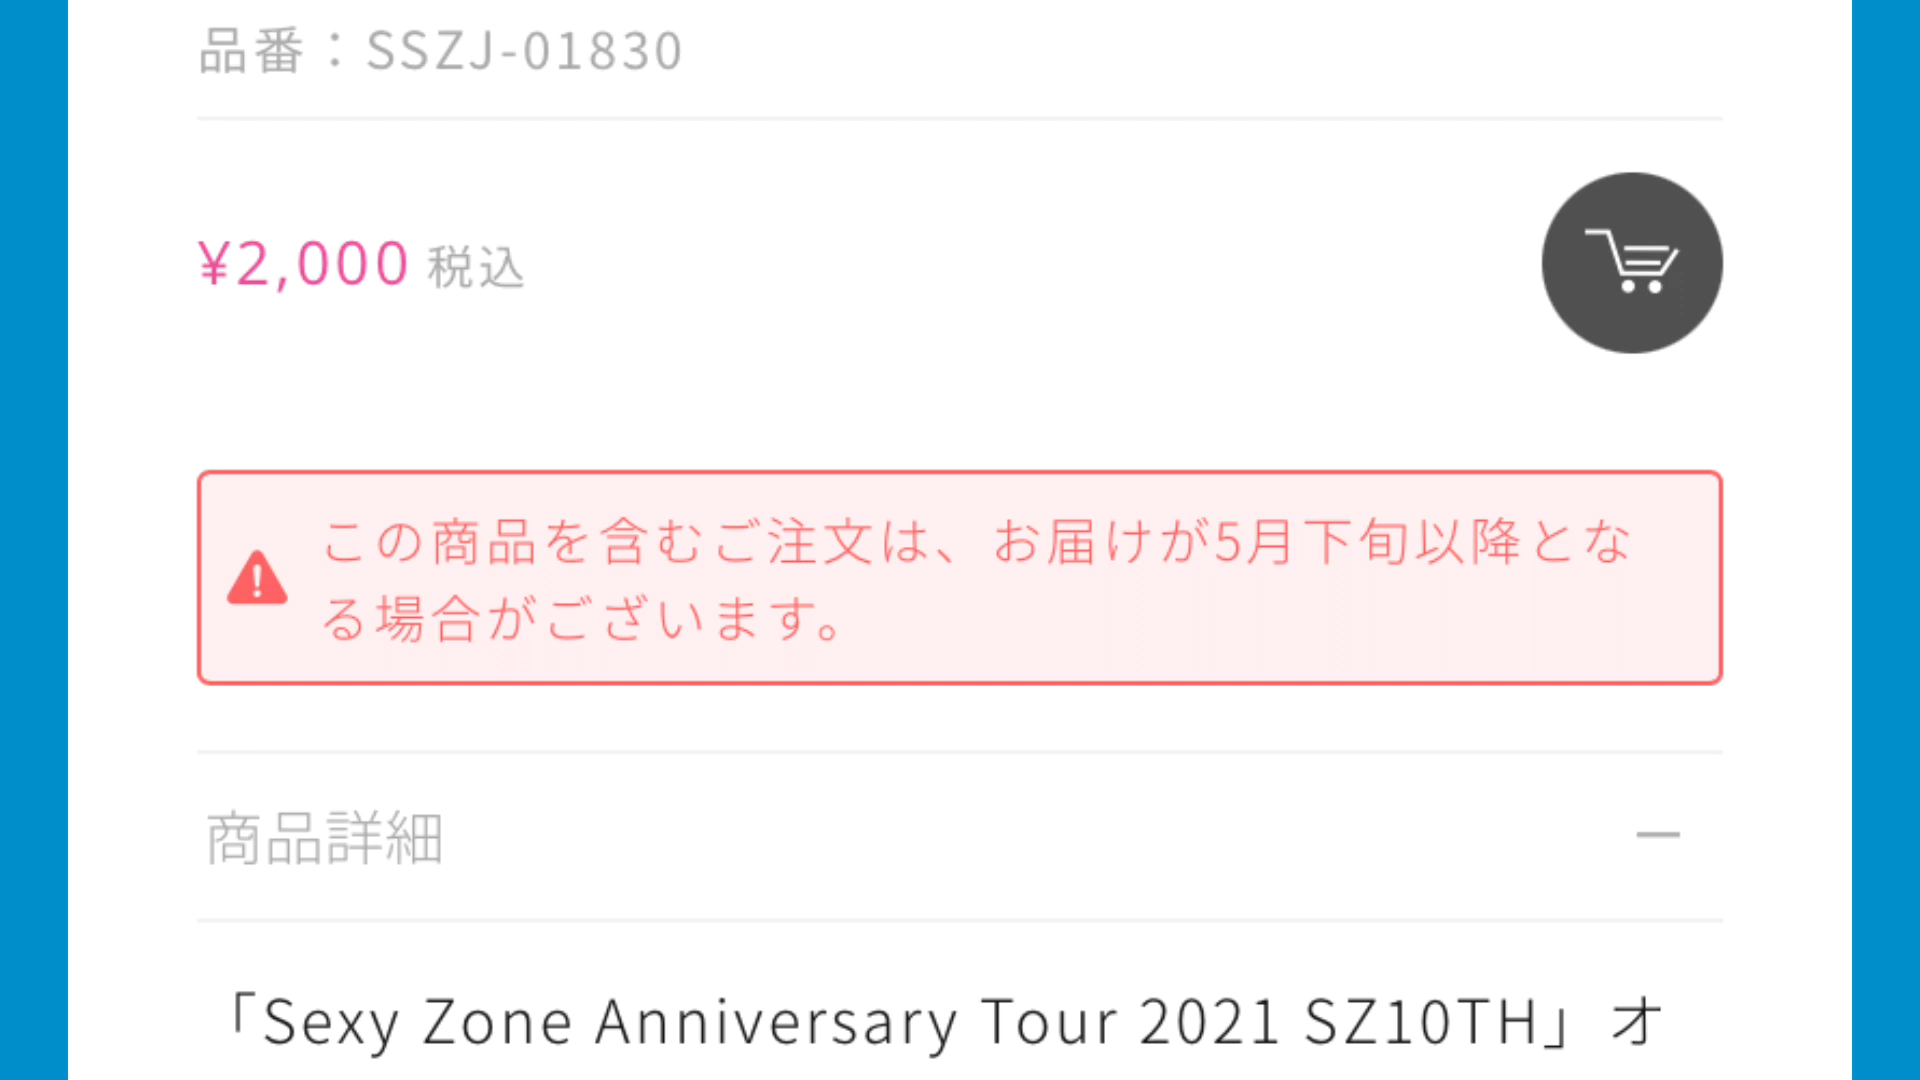 品番：SSZJ-01830
¥2,000 税込
この商品を含むご注文は、お届けが5月下旬以降とな
る場合がございます。
商品詳細
「Sexy Zone Anniversary Tour 2021 SZ10TH」オ